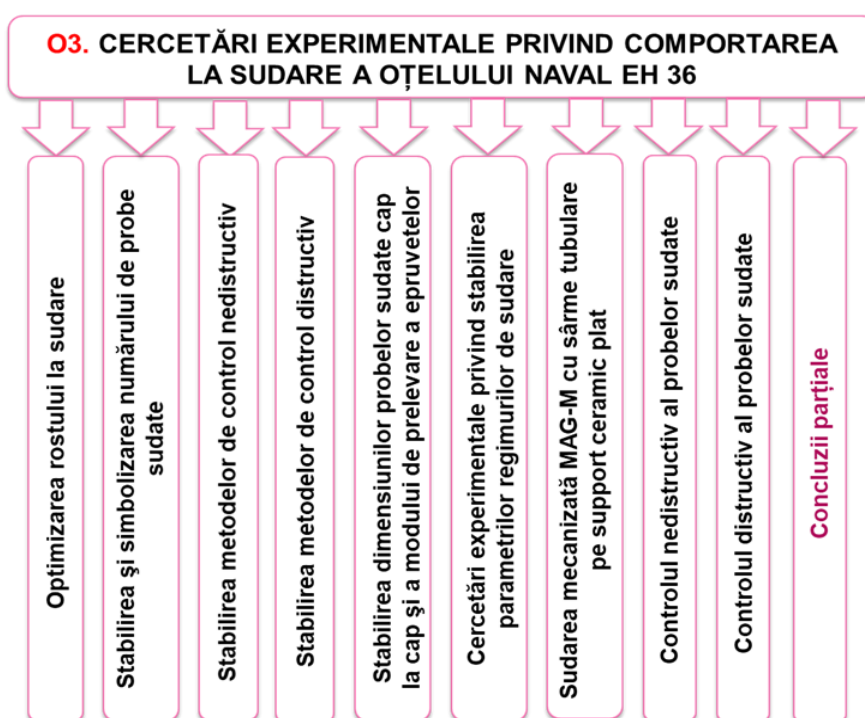 O3. CERCETĂRI EXPERIMENTALE PRIVIND COMPORTAREA
LA SUDARE A OȚELULUI NAVAL EH 36
Optimizarea rostului la sudare
Stabilirea şi simbolizarea numărului de probe
sudate
Stabilirea metodelor de control nedistructiv
Stabilirea metodelor de control distructiv
Stabilirea dimensiunilor probelor sudate cap
la cap şi a modului de prelevare a epruvetelor
Cercetări experimentale privind stabilirea
parametrilor regimurilor de sudare
Sudarea mecanizată MAG-M cu sârme tubulare
pe support ceramic plat
Controlul nedistructiv al probelor sudate
Controlul distructiv al probelor sudate
Concluzii parțiale